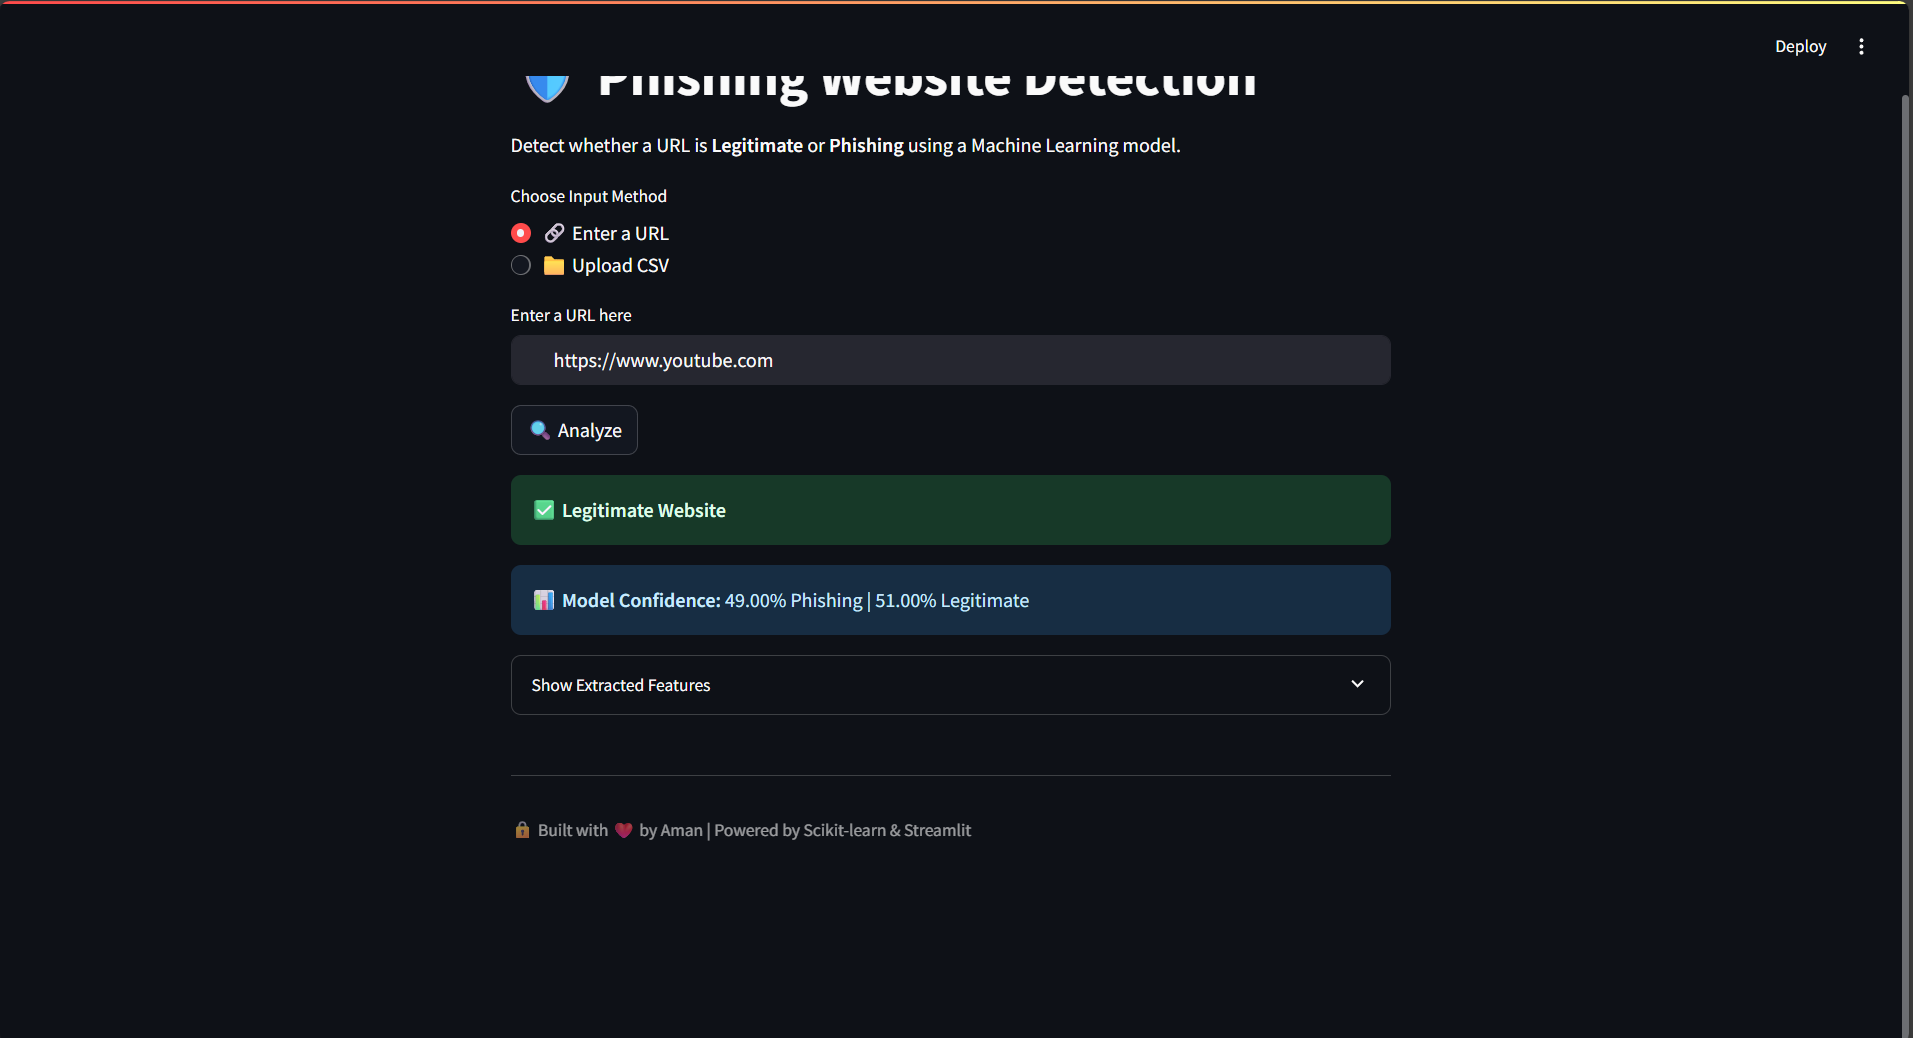 Deploy
Phishing Website Detection
Detect whether a URL is Legitimate or Phishing using a Machine Learning model.
Choose Input Method
🔗 Enter a URL
📁 Upload CSV
Enter a URL here
https://www.youtube.com
🔍 Analyze
✅ Legitimate Website
📊 Model Confidence: 49.00% Phishing | 51.00% Legitimate
Show Extracted Features
🔒 Built with ❤️ by Aman | Powered by Scikit-learn & Streamlit